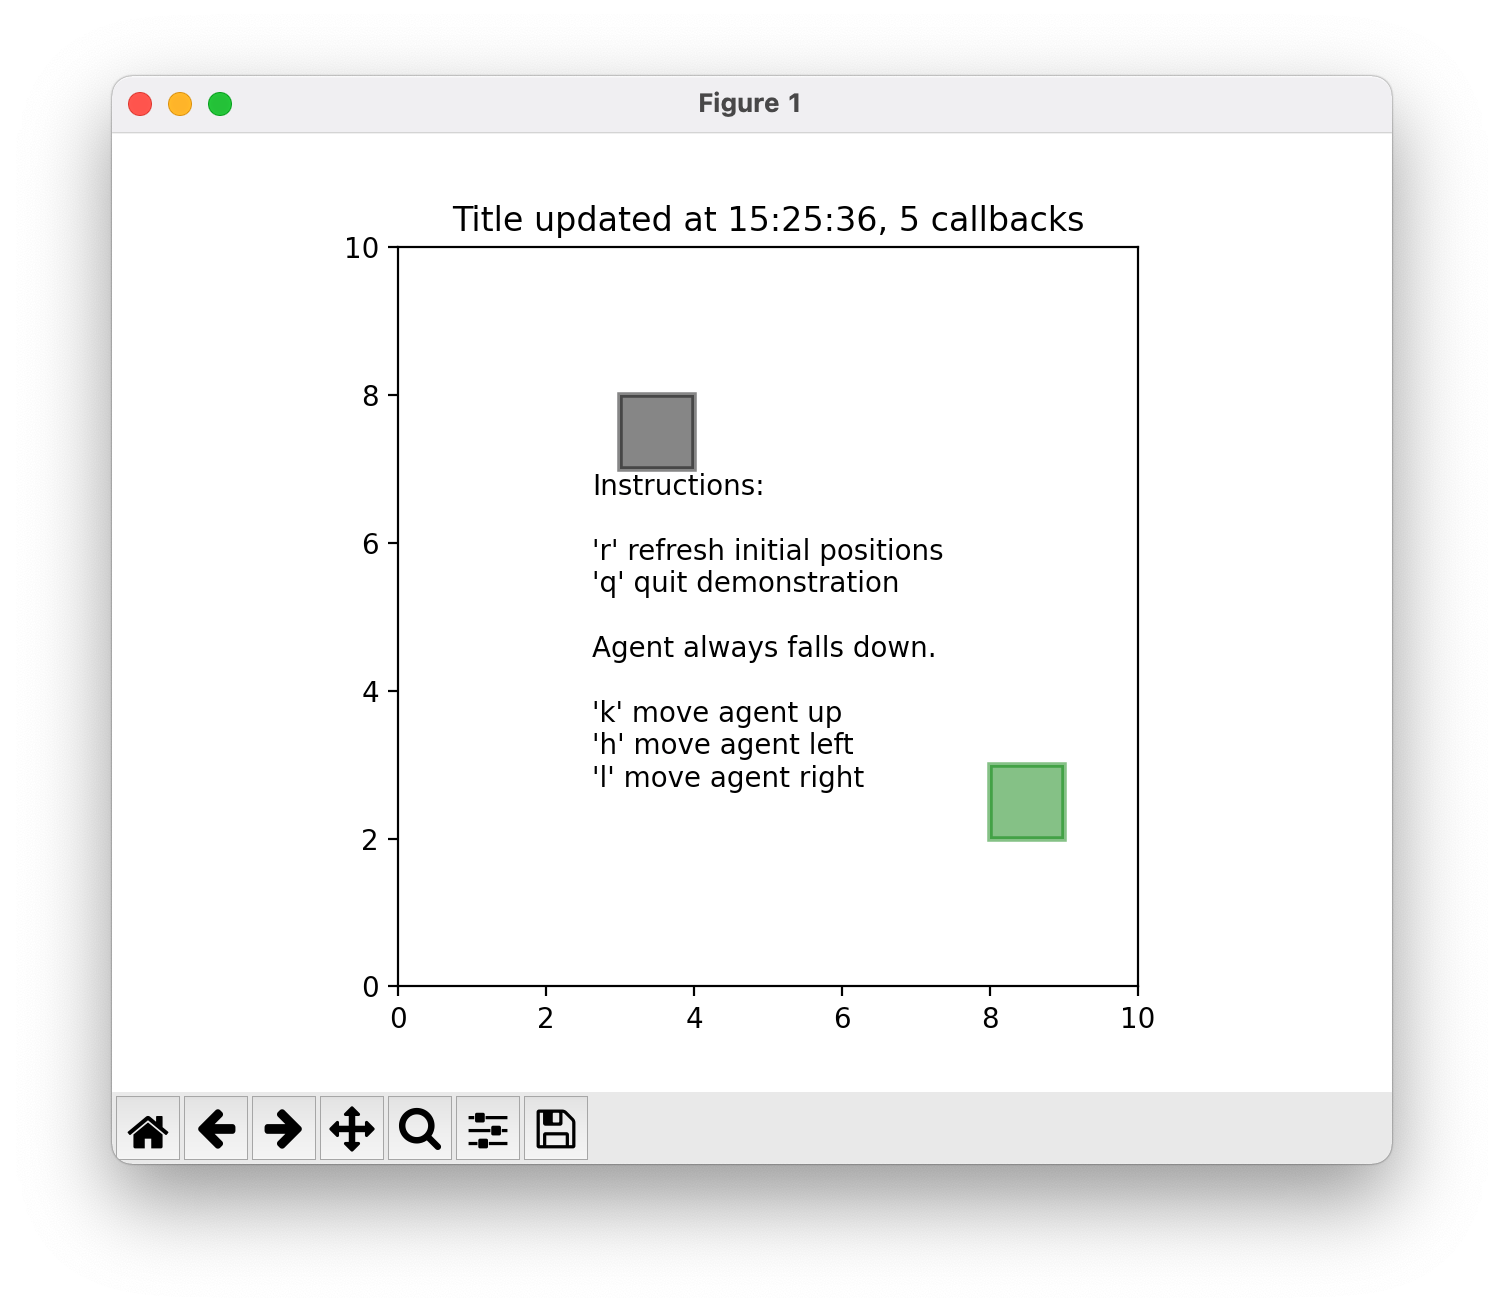 Figure 1
Title updated at 15:25:36, 5 callbacks
10
8
6
4
2
0
Instructions:
'r' refresh initial positions
'q' quit demonstration
Agent always falls down.
'k' move agent up
'h' move agent left
'l' move agent right
0 2 4 6 8 10